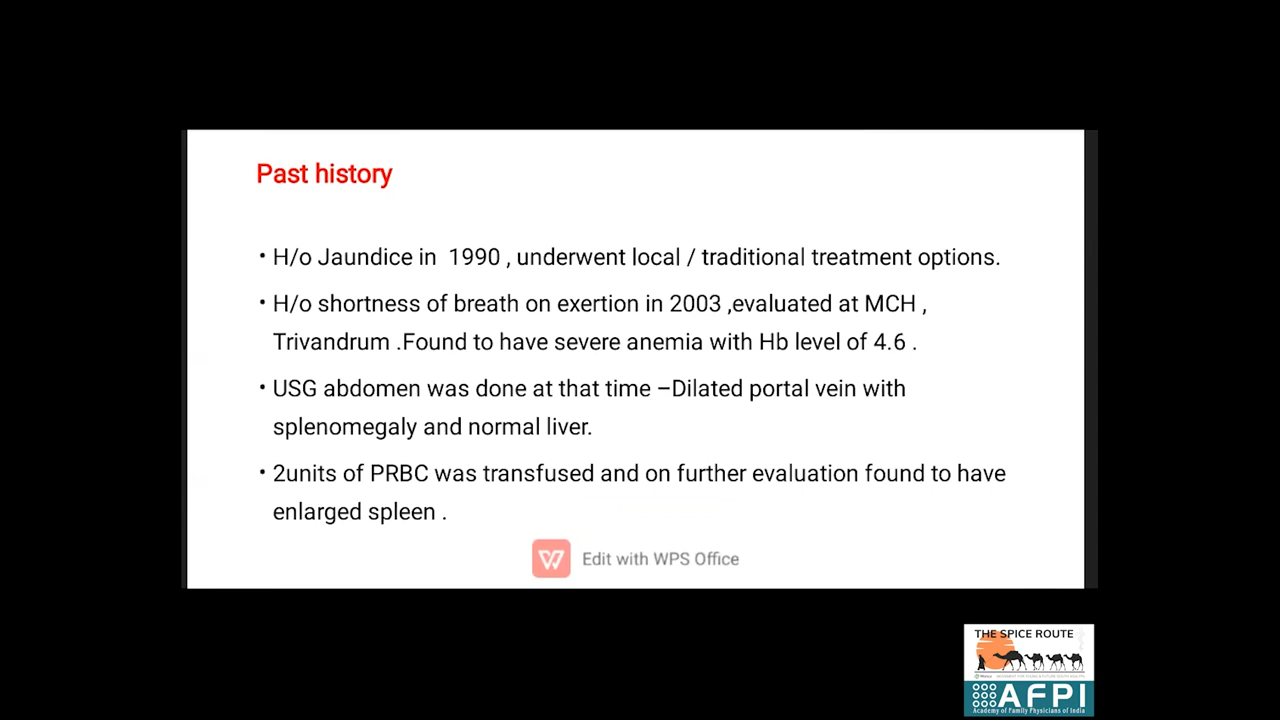 Past history
• H/o Jaundice in 1990 , underwent local / traditional treatment options.
• H/o shortness of breath on exertion in 2003 ,evaluated at MCH ,
Trivandrum .Found to have severe anemia with Hb level of 4.6 .
• USG abdomen was done at that time –Dilated portal vein with
splenomegaly and normal liver.
• 2units of PRBC was transfused and on further evaluation found to have
enlarged spleen .
Edit with WPS Office
THE SPICE ROUTE
AFPI
Academy of Family Physicians of India